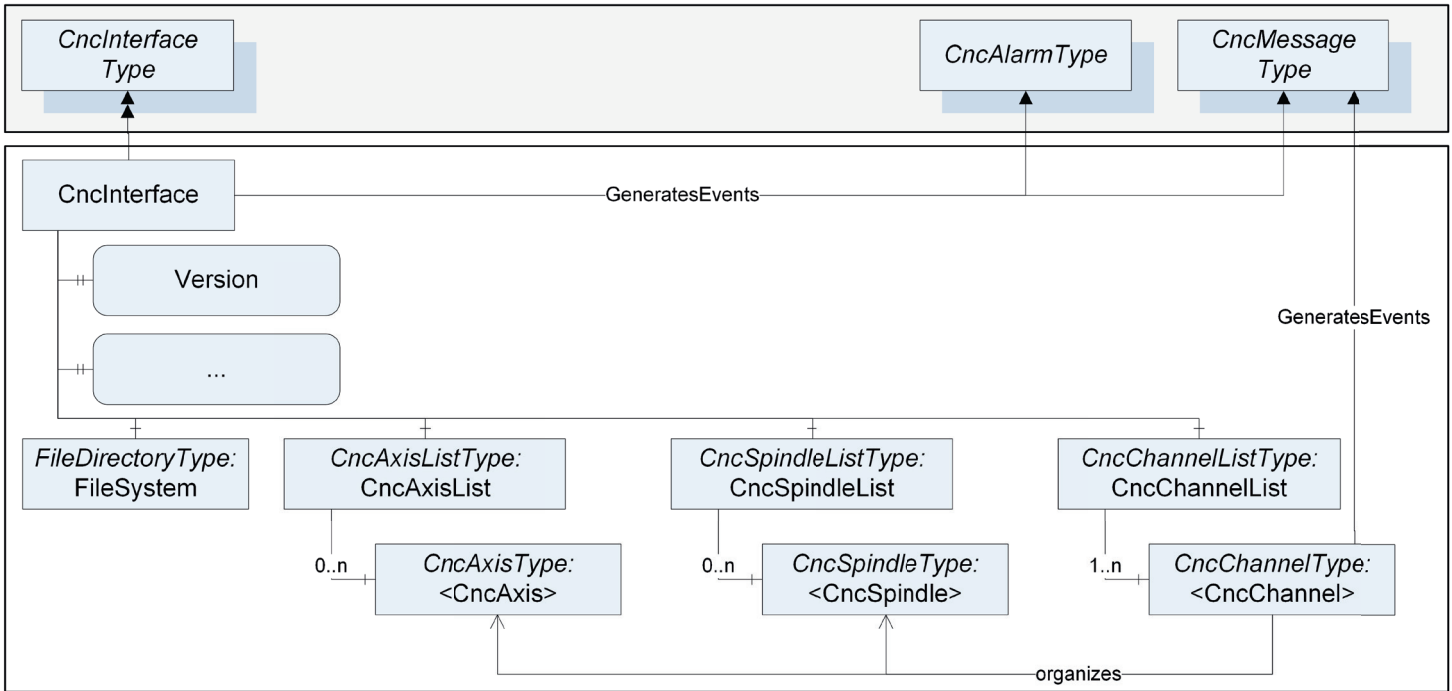 CncInterface
Type
CncAlarmType
CncMessage
Type
CncInterface
GeneratesEvents
Version
GeneratesEvents
...
FileDirectoryType:
FileSystem
CncAxisListType:
CncAxisList
CncSpindleListType:
CncSpindleList
CncChannelListType:
CncChannelList
0..n
CncAxisType:
<CncAxis>
0..n
CncSpindleType:
<CncSpindle>
1..n
CncChannelType:
<CncChannel>
organizes